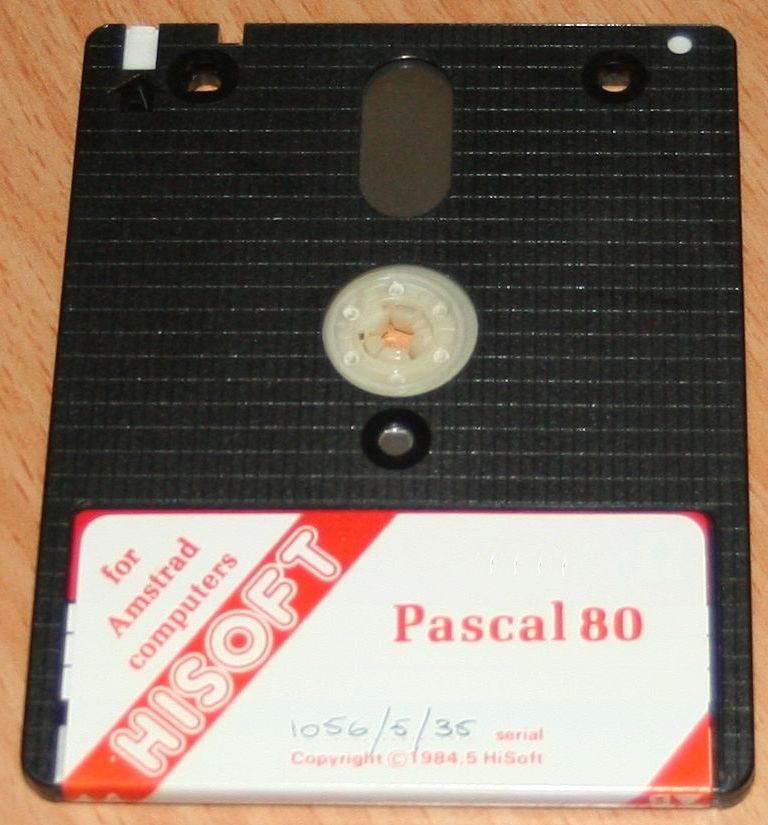 A
for
Amstrad
computers
HISOFT
Pascal 80
1056/5/35 serial
Copyright ©1984,5 HiSoft